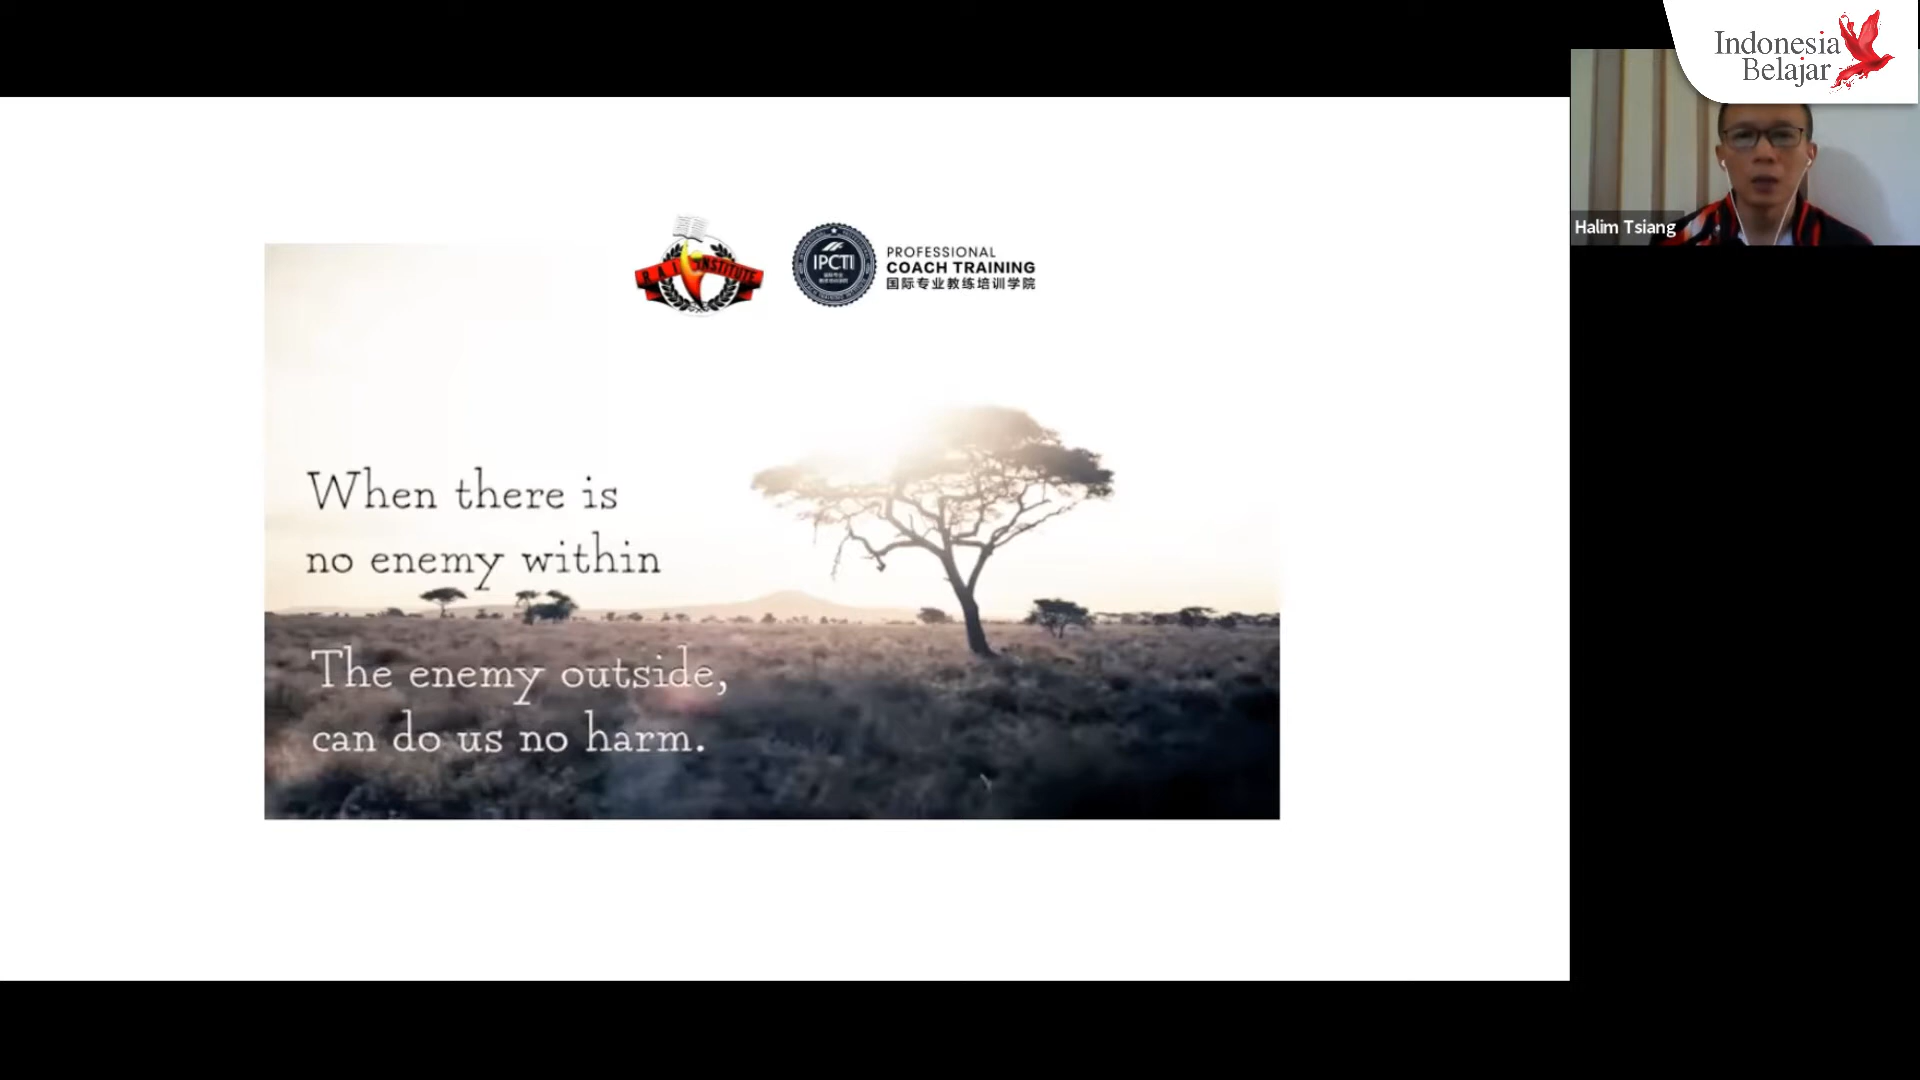 Indonesia
Belajar
Halim Tsiang
RAI INSTITUTE
IPCTI
PROFESSIONAL
COACH TRAINING
国际专业教练培训学院
When there is
no enemy within
The enemy outside,
can do us no harm.